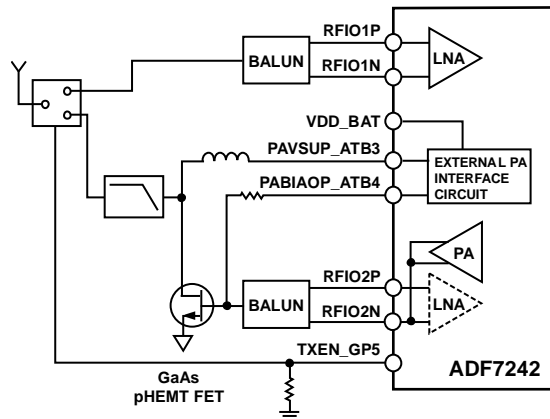 RFIO1P
BALUN
RFIO1N
LNA
VDD_BAT
PAVSUP_ATB3
EXTERNAL PA
INTERFACE
CIRCUIT
PABIAOP_ATB4
PA
RFIO2P
BALUN
LNA
RFIO2N
TXEN_GP5
ADF7242
GaAs
pHEMT FET